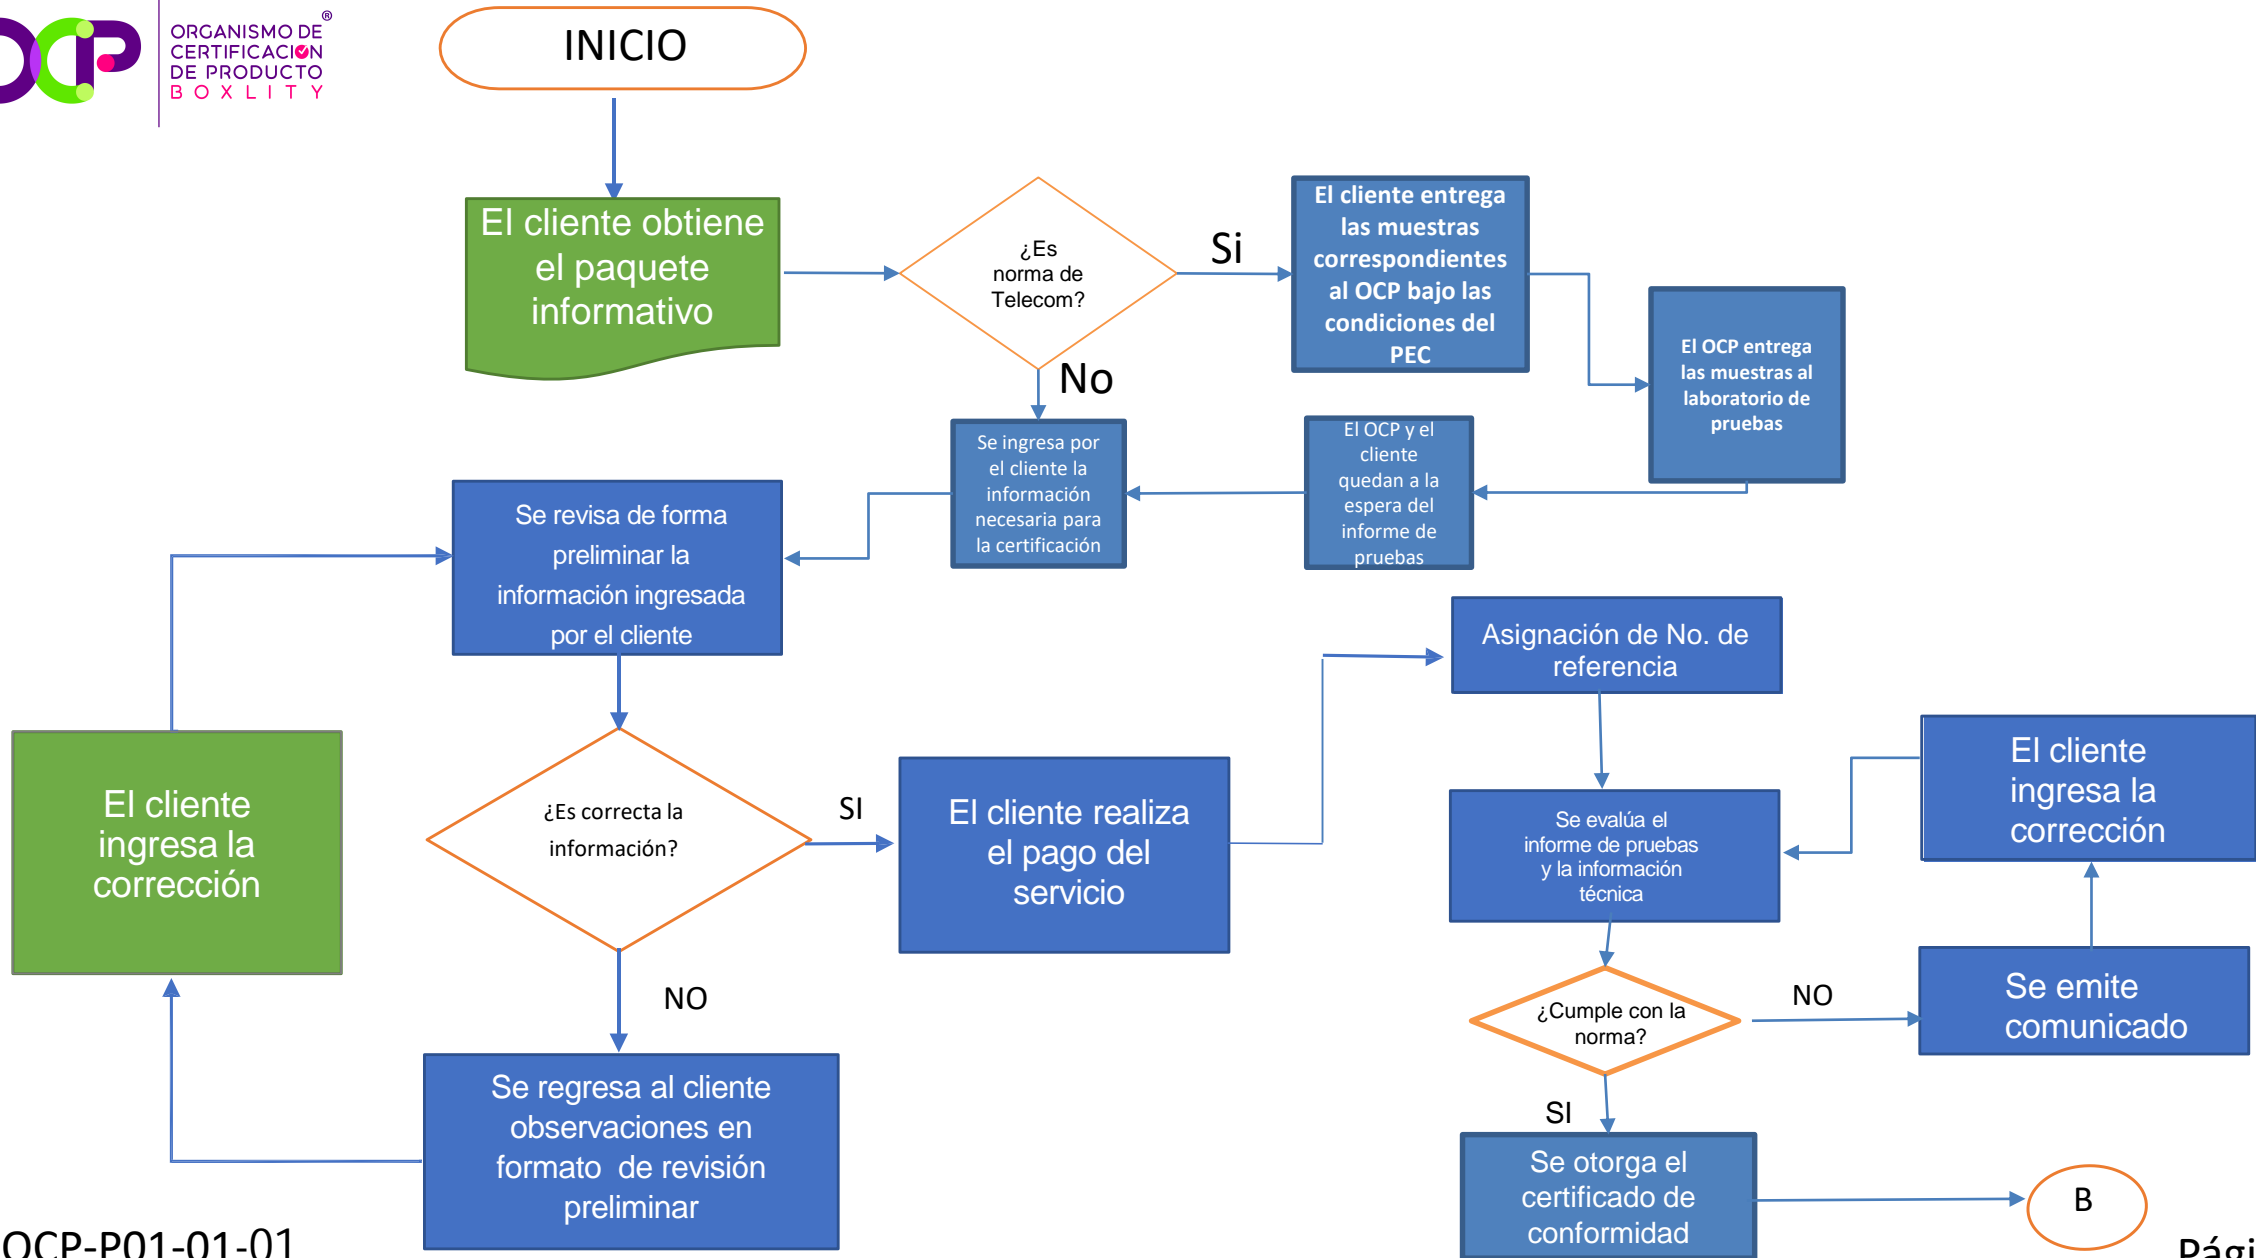 OCP
ORGANISMO DE®
CERTIFICACIÓN
DE PRODUCTO
BOXLITY
INICIO
El cliente obtiene
el paquete
informativo
¿Es
norma de
Telecom?
Si
No
El cliente entrega
las muestras
correspondientes
al OCP bajo las
condiciones del
PEC
El OCP entrega
las muestras al
laboratorio de
pruebas
El OCP y el
cliente
quedan a la
espera del
informe de
pruebas
Se ingresa por
el cliente la
información
necesaria para
la certificación
Se revisa de forma
preliminar la
información ingresada
por el cliente
¿Es correcta la
información?
SI
NO
El cliente
ingresa la
corrección
Se regresa al cliente
observaciones en
formato de revisión
preliminar
El cliente realiza
el pago del
servicio
Asignación de No. de
referencia
Se evalúa el
informe de pruebas
y la información
técnica
¿Cumple con la
norma?
NO
SI
El cliente
ingresa la
corrección
Se emite
comunicado
Se otorga el
certificado de
conformidad
B
OCP-P01-01-01